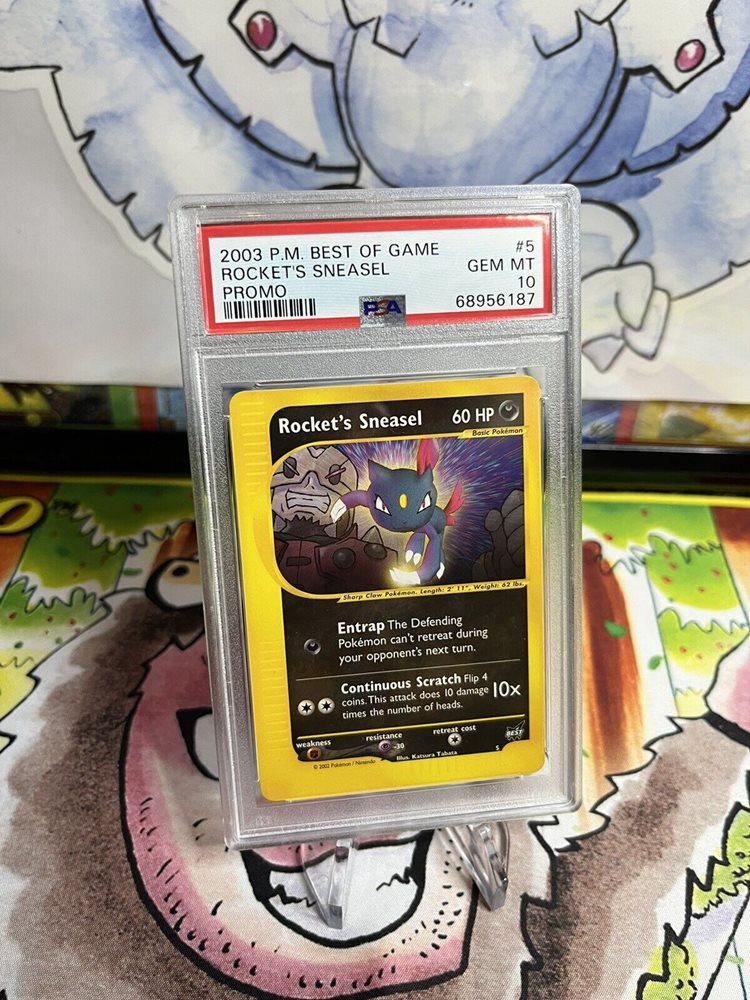 2003 P.M. BEST OF GAME #5
ROCKET'S SNEASEL GEM MT
PROMO 10
PSA 68956187
Rocket's Sneasel 60 HP
Basic Pokémon
Sharp Claw Pokémon. Length: 2' 11", Weight: 62 lbs.
Entrap The Defending
Pokémon can't retreat during
your opponent's next turn.
Continuous Scratch Flip 4
coins. This attack does 10 damage 10x
times the number of heads.
weakness resistance retreat cost
-30
BEST
Illus. Katsura Tabata
© 2002 Pokémon / Nintendo